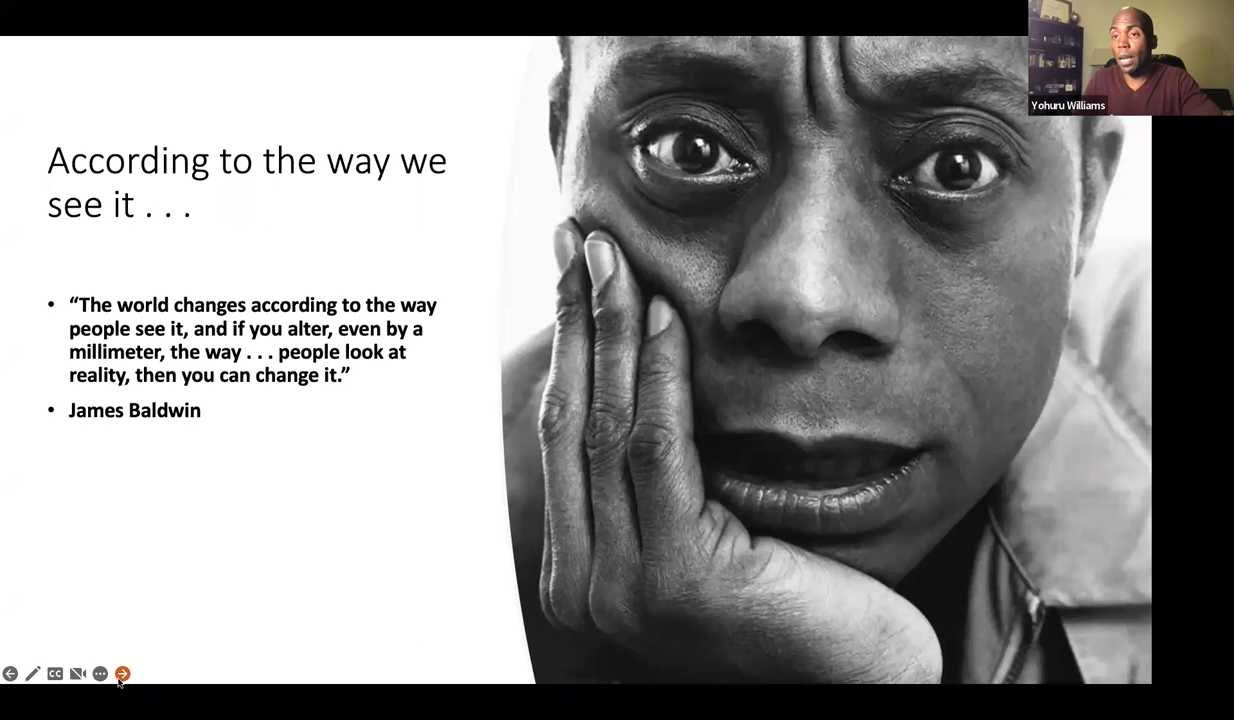 Yohuru Williams
According to the way we
see it . . .
• “The world changes according to the way
people see it, and if you alter, even by a
millimeter, the way . . . people look at
reality, then you can change it.”
• James Baldwin
CC